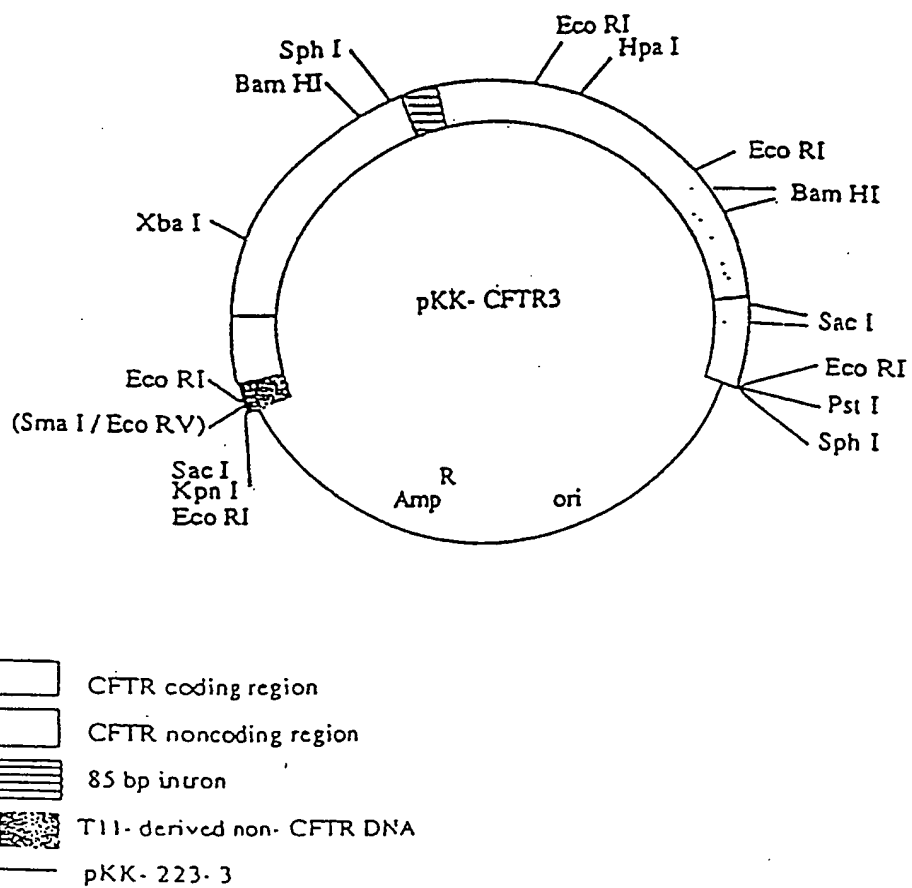 Eco RI
Sph I
Hpa I
Bam HI
Eco RI
Bam HI
Xba I
pKK- CFTR3
Sac I
Eco RI
Eco RI
Pst I
(Sma I / Eco RV)
Sph I
Sac I
Kpn I
Eco RI
Amp R
ori
CFTR coding region
CFTR noncoding region
85 bp intron
T11- derived non- CFTR DNA
pKK- 223- 3